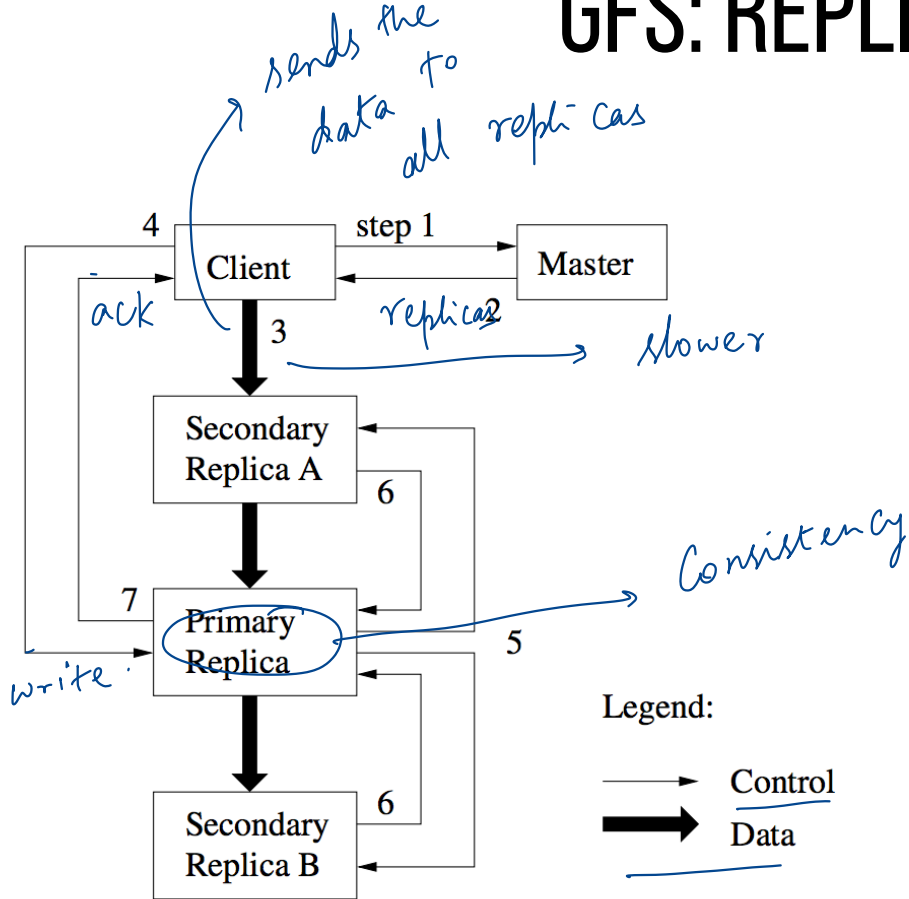 GFS: REPLI
sends the
data to
all replicas
4
step 1
Client
Master
ack
replicas
2
3
slower
Secondary
Replica A
6
Consistency
7
Primary
Replica
5
write.
Legend:
Control
6
Secondary
Replica B
Data